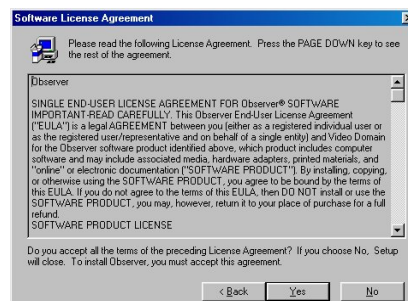 Software License Agreement
Please read the following License Agreement. Press the PAGE DOWN key to see
the rest of the agreement.
Observer
SINGLE END-USER LICENSE AGREEMENT FOR Observer® SOFTWARE
IMPORTANT-READ CAREFULLY. This Observer End-User License Agreement
("EULA") is a legal AGREEMENT between you (either as a registered individual user or
as the registered user/representative and on behalf of a single entity) and Video Domain
for the Observer software product identified above, which product includes computer
software and may include associated media, hardware adapters, printed materials, and
"online" or electronic documentation ("SOFTWARE PRODUCT"). By installing, copying,
or otherwise using the SOFTWARE PRODUCT, you agree to be bound by the terms of
this EULA. If you do not agree to the terms of this EULA, then DO NOT install or use the
SOFTWARE PRODUCT, you may, however, return it to your place of purchase for a full
refund.
SOFTWARE PRODUCT LICENSE
Do you accept all the terms of the preceding License Agreement? If you choose No, Setup
will close. To install Observer, you must accept this agreement.
< Back Yes No